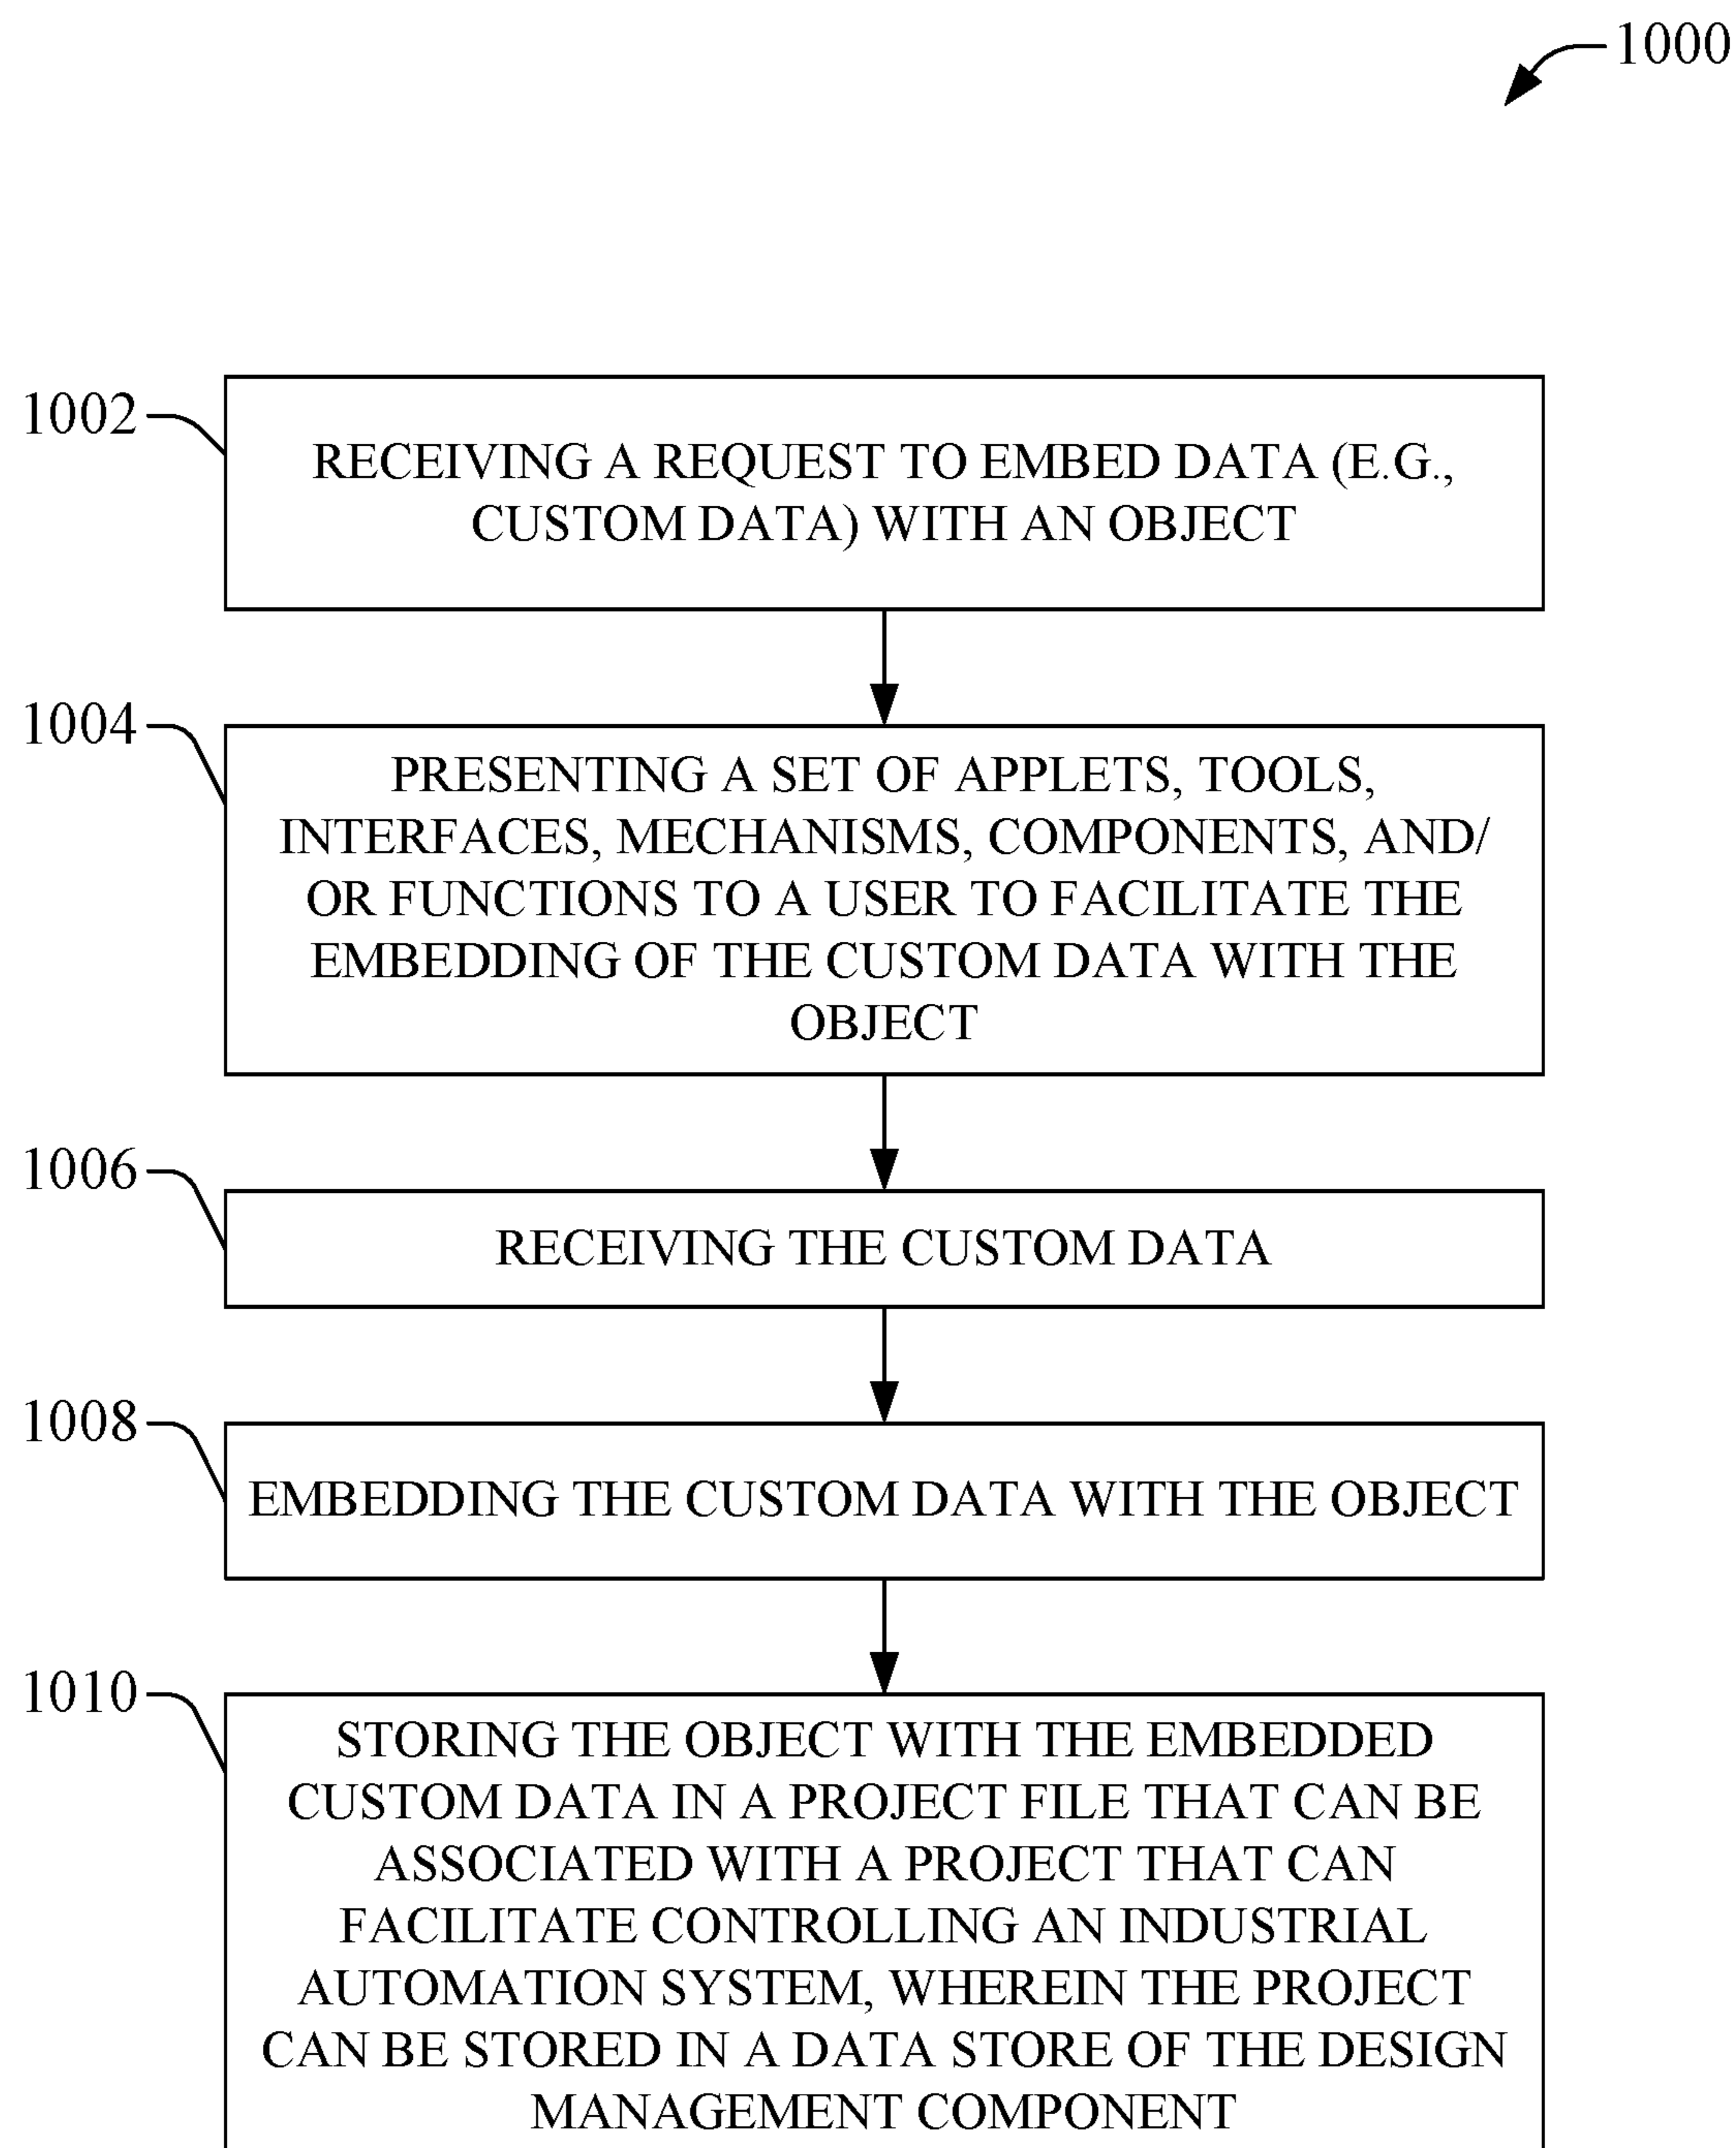 1000
1002
RECEIVING A REQUEST TO EMBED DATA (E.G.,
CUSTOM DATA) WITH AN OBJECT
1004
PRESENTING A SET OF APPLETS, TOOLS,
INTERFACES, MECHANISMS, COMPONENTS, AND/
OR FUNCTIONS TO A USER TO FACILITATE THE
EMBEDDING OF THE CUSTOM DATA WITH THE
OBJECT
1006
RECEIVING THE CUSTOM DATA
1008
EMBEDDING THE CUSTOM DATA WITH THE OBJECT
1010
STORING THE OBJECT WITH THE EMBEDDED
CUSTOM DATA IN A PROJECT FILE THAT CAN BE
ASSOCIATED WITH A PROJECT THAT CAN
FACILITATE CONTROLLING AN INDUSTRIAL
AUTOMATION SYSTEM, WHEREIN THE PROJECT
CAN BE STORED IN A DATA STORE OF THE DESIGN
MANAGEMENT COMPONENT